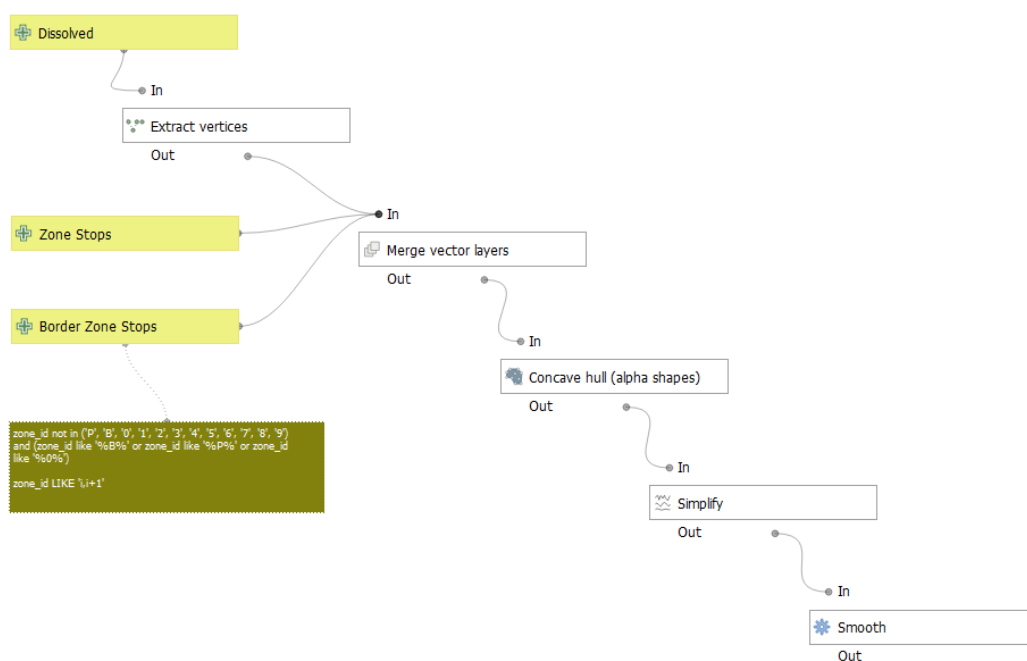 Dissolved
In
Extract vertices
Out
In
Zone Stops
Merge vector layers
Out
Border Zone Stops
In
Concave hull (alpha shapes)
Out
zone_id not in ('P', 'B', '0', '1', '2', '3', '4', '5', '6', '7', '8', '9')
and (zone_id like '%B%' or zone_id like '%P%' or zone_id
like '%0%')
zone_id LIKE 'i,i+1'
In
Simplify
Out
In
Smooth
Out